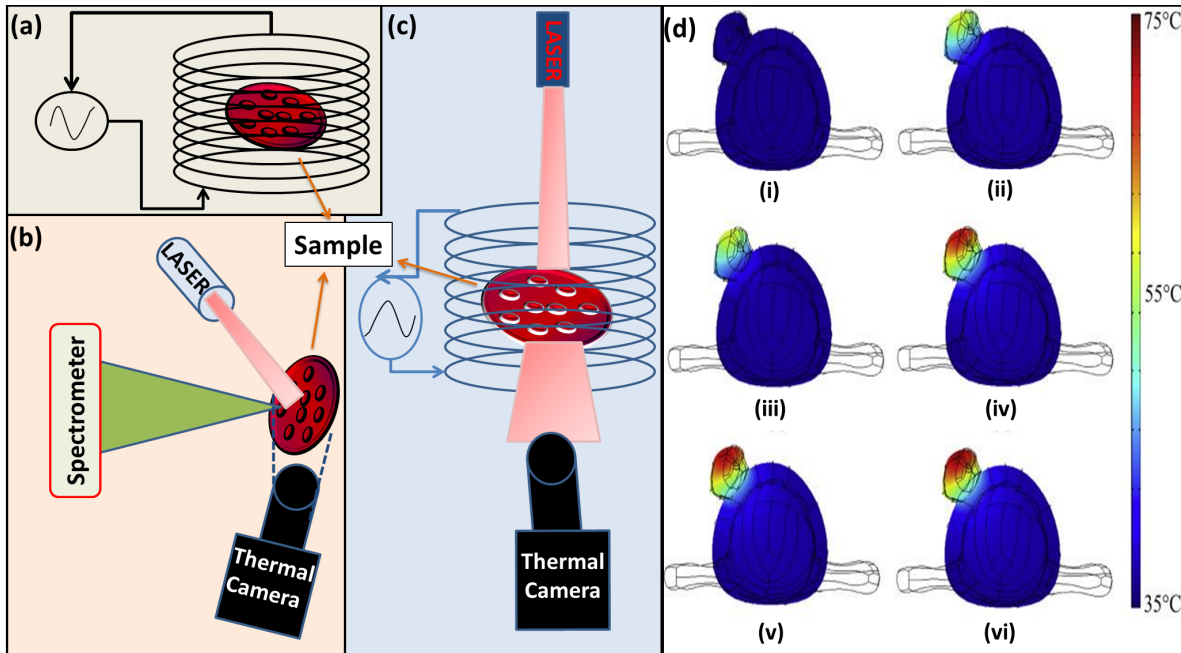 (a)
(b)
LASER
Spectrometer
Thermal
Camera
Sample
(c)
LASER
Thermal
Camera
(d)
(i)
(ii)
(iii)
(iv)
(v)
(vi)
75°C
55°C
35°C